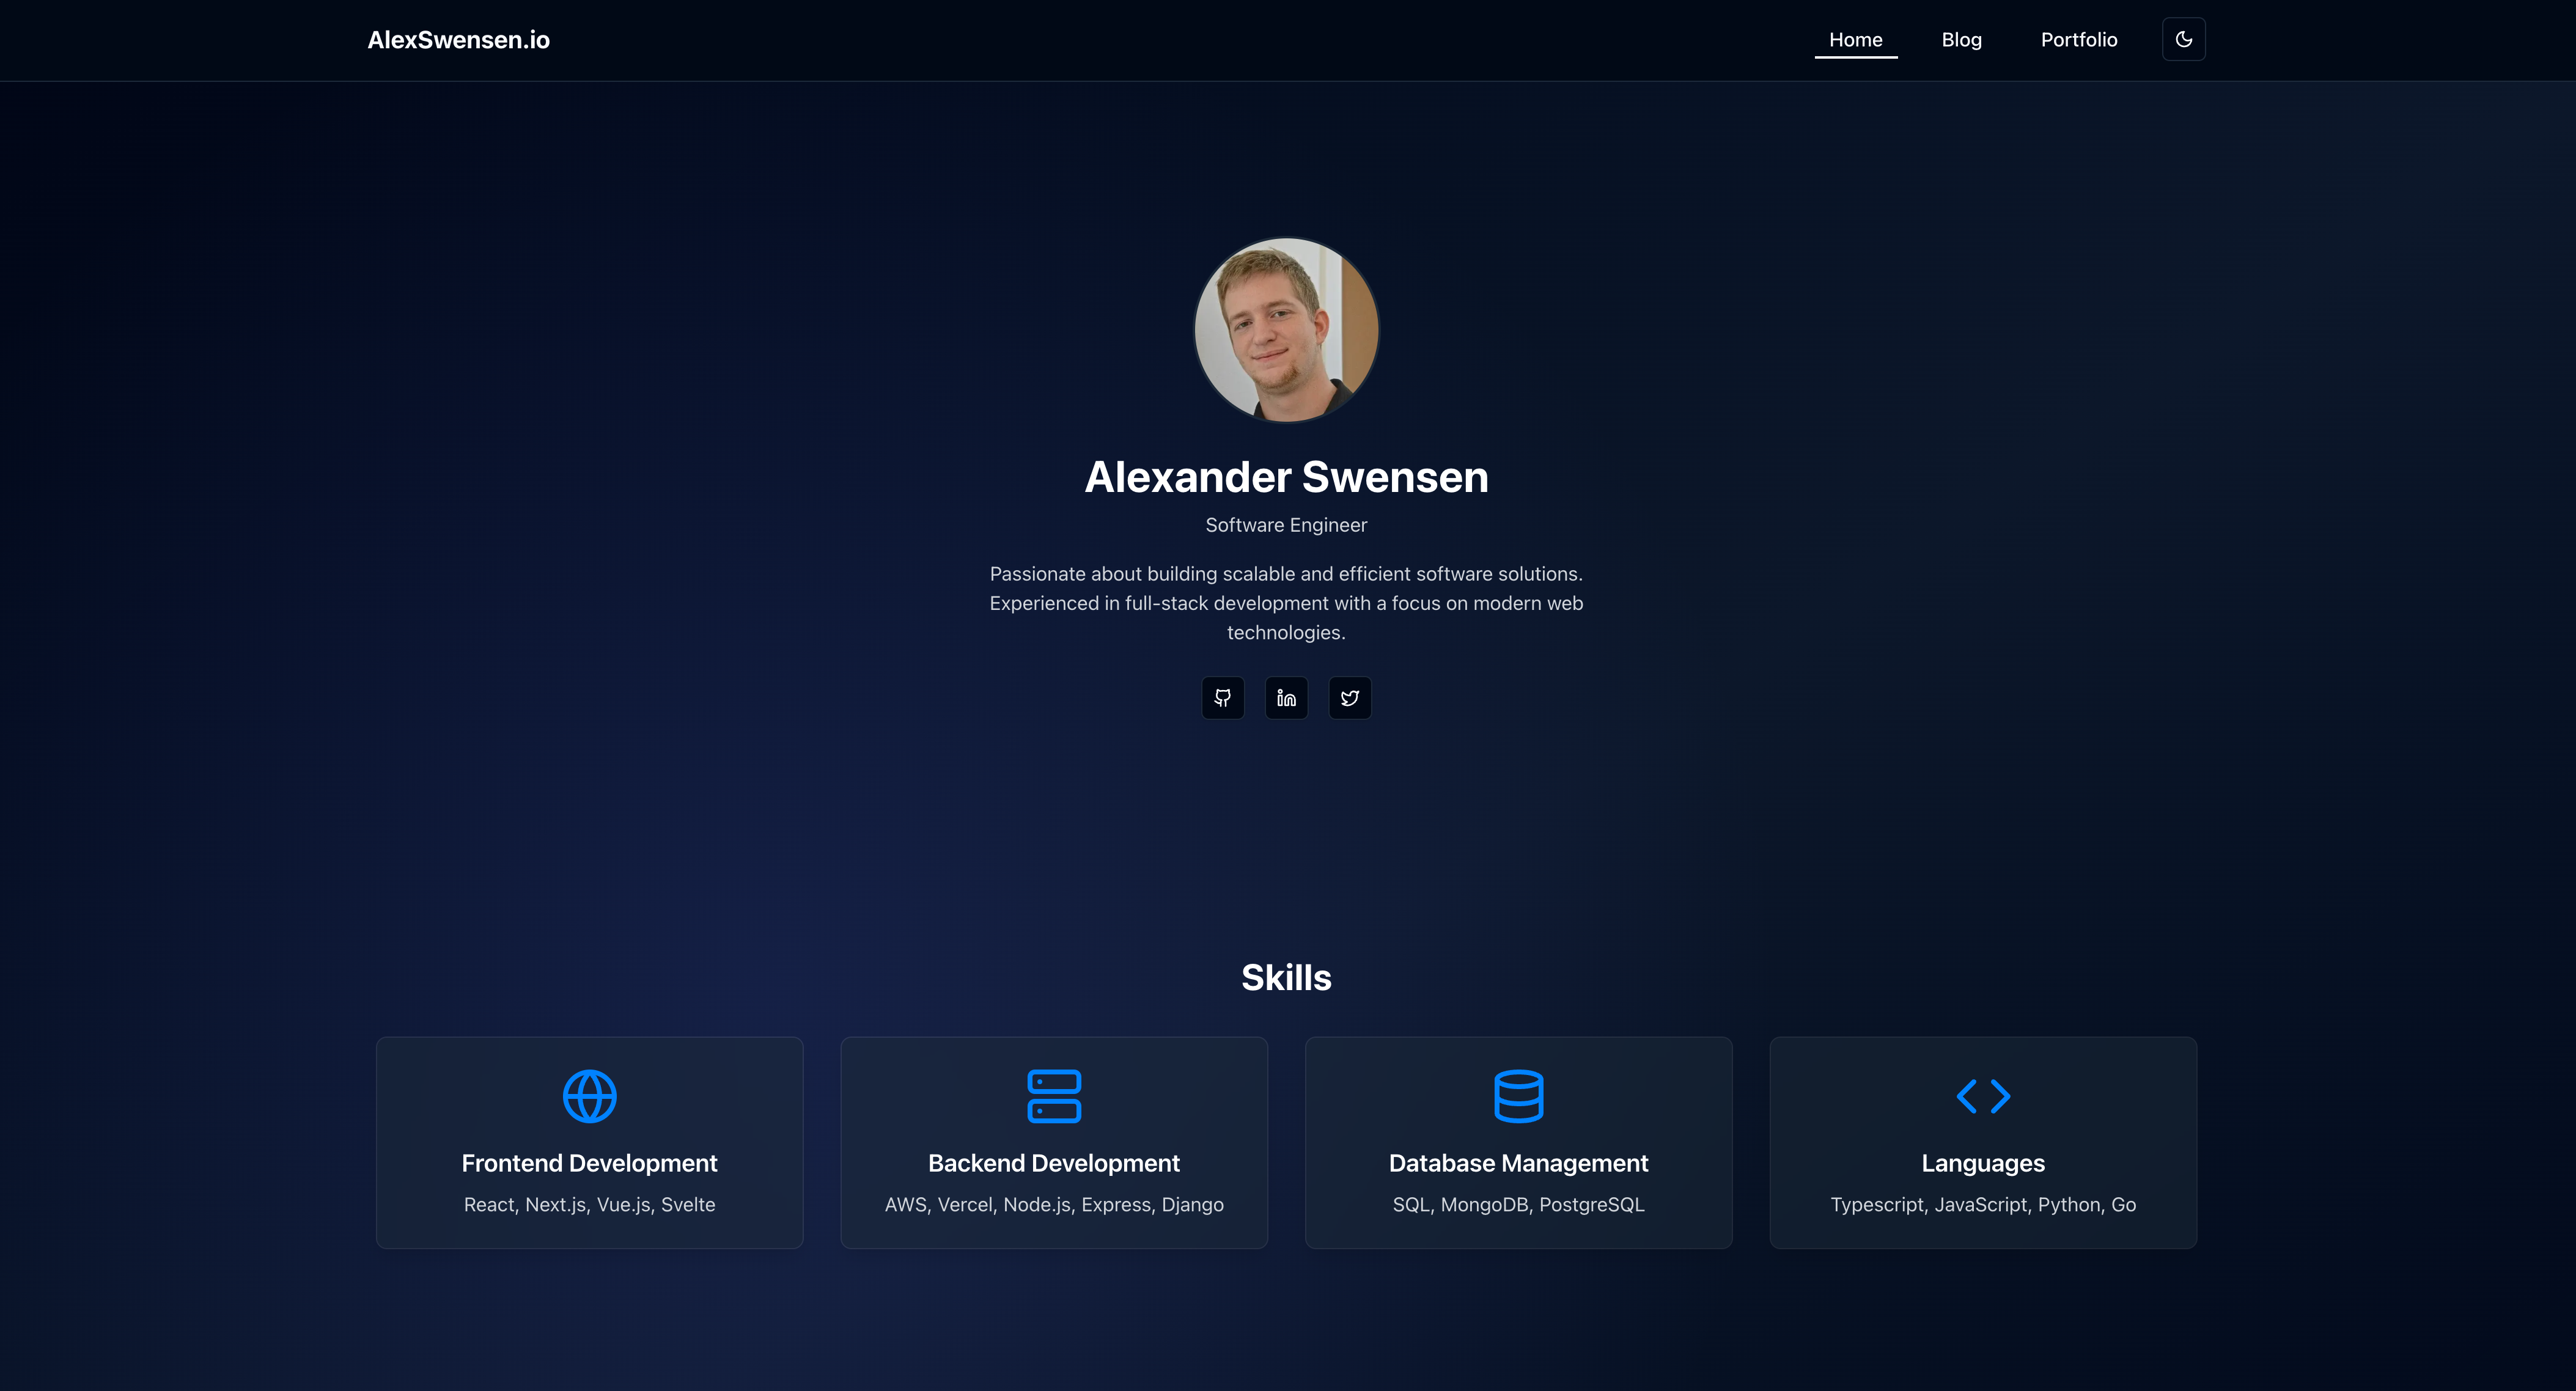 AlexSwensen.io
Home
Blog
Portfolio
Alexander Swensen
Software Engineer
Passionate about building scalable and efficient software solutions.
Experienced in full-stack development with a focus on modern web
technologies.
Skills
Frontend Development
React, Next.js, Vue.js, Svelte
Backend Development
AWS, Vercel, Node.js, Express, Django
Database Management
SQL, MongoDB, PostgreSQL
Languages
Typescript, JavaScript, Python, Go